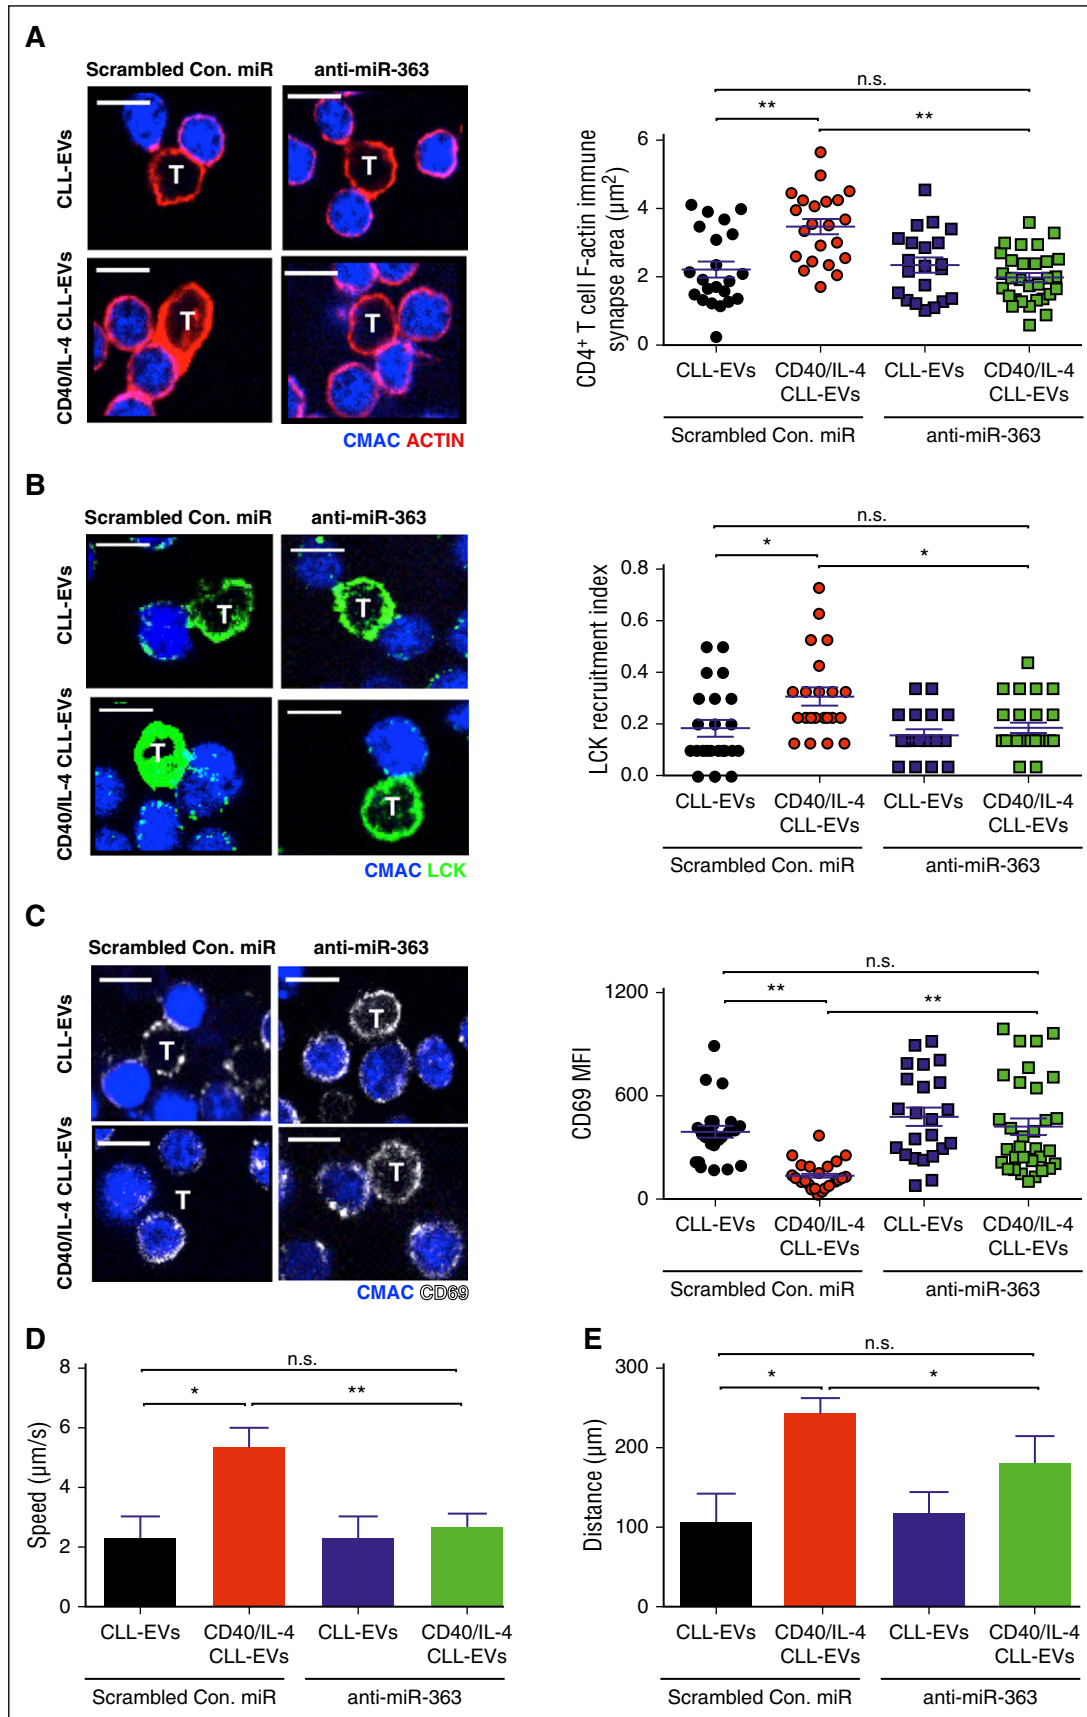 A
Scrambled Con. miR
anti-miR-363
CLL-EVs
CD40/IL-4 CLL-EVs
T
T
T
T
CMAC ACTIN
n.s.
**
**
CD4+ T cell F-actin immune
synapse area (µm2)
6
4
2
0
CLL-EVs
CD40/IL-4
CLL-EVs
CLL-EVs
CD40/IL-4
CLL-EVs
Scrambled Con. miR
anti-miR-363
B
Scrambled Con. miR
anti-miR-363
CLL-EVs
CD40/IL-4 CLL-EVs
T
T
T
T
CMAC LCK
n.s.
*
*
LCK recruitment index
0.8
0.6
0.4
0.2
0.0
CLL-EVs
CD40/IL-4
CLL-EVs
CLL-EVs
CD40/IL-4
CLL-EVs
Scrambled Con. miR
anti-miR-363
C
Scrambled Con. miR
anti-miR-363
CLL-EVs
CD40/IL-4 CLL-EVs
T
T
T
T
CMAC CD69
n.s.
**
**
CD69 MFI
1200
600
0
CLL-EVs
CD40/IL-4
CLL-EVs
CLL-EVs
CD40/IL-4
CLL-EVs
Scrambled Con. miR
anti-miR-363
D
n.s.
*
**
Speed (µm/s)
8
6
4
2
0
CLL-EVs
CD40/IL-4
CLL-EVs
CLL-EVs
CD40/IL-4
CLL-EVs
Scrambled Con. miR
anti-miR-363
E
n.s.
*
*
Distance (µm)
300
200
100
0
CLL-EVs
CD40/IL-4
CLL-EVs
CLL-EVs
CD40/IL-4
CLL-EVs
Scrambled Con. miR
anti-miR-363